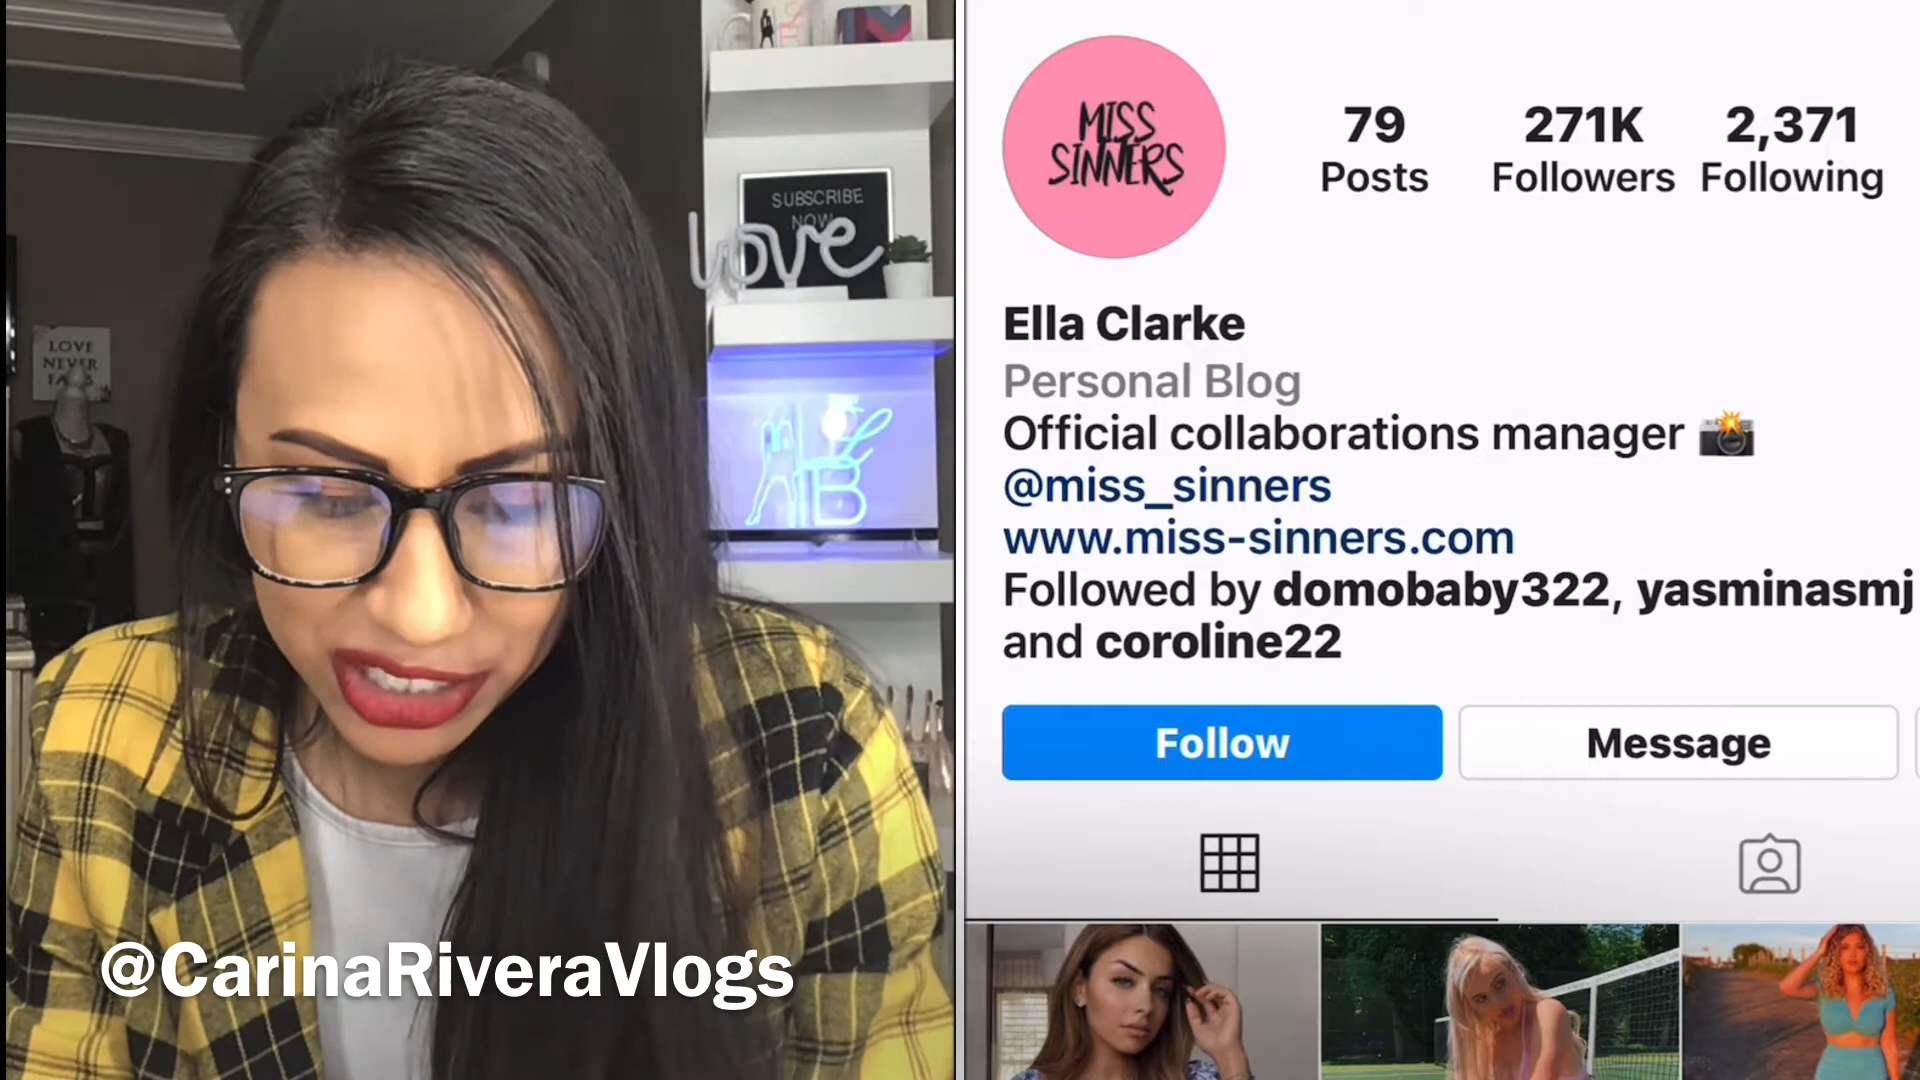 SUBSCRIBE
NOW
love
LOVE
NEVER
FAILS
@CarinaRiveraVlogs
MISS
SINNERS
79
Posts
271K
Followers
2,371
Following
Ella Clarke
Personal Blog
Official collaborations manager 📸
@miss_sinners
www.miss-sinners.com
Followed by domobaby322, yasminasmj
and coroline22
Follow
Message